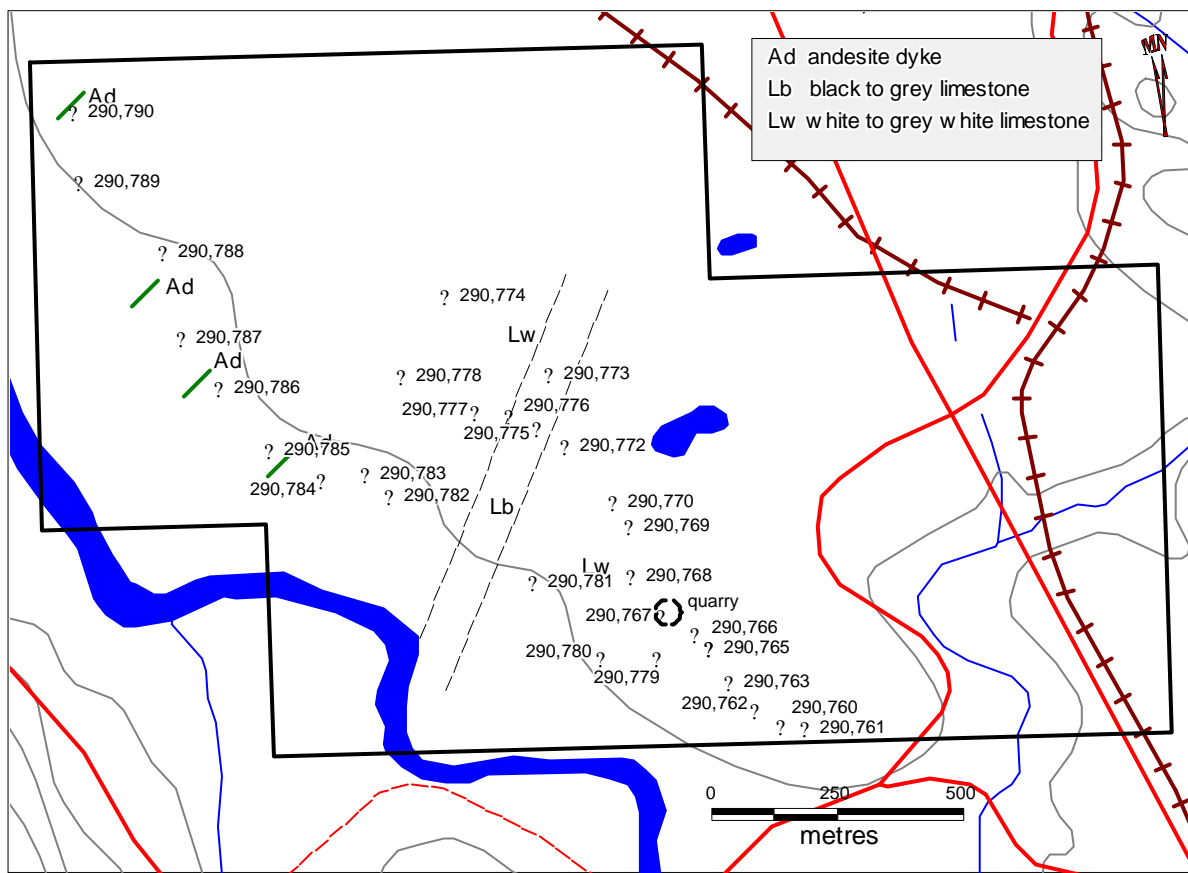 MN
Ad andesite dyke
Lb black to grey limestone
Lw white to grey white limestone
Ad
290,790
290,789
290,788
Ad
290,774
290,787
Lw
Ad
290,778
290,773
290,786
290,777
290,776
290,775
Ad
290,785
290,772
290,783
290,784
290,782
Lb
290,770
290,769
Lw
290,768
290,781
quarry
290,767
290,766
290,780
290,765
290,779
290,763
290,762
290,760
290,761
0 250 500
metres